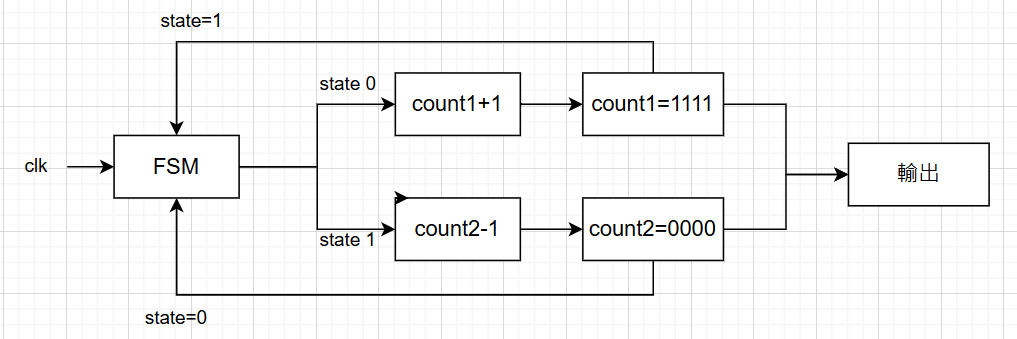 state=1
state 0
count1+1
count1=1111
clk
FSM
輸出
state 1
count2-1
count2=0000
state=0